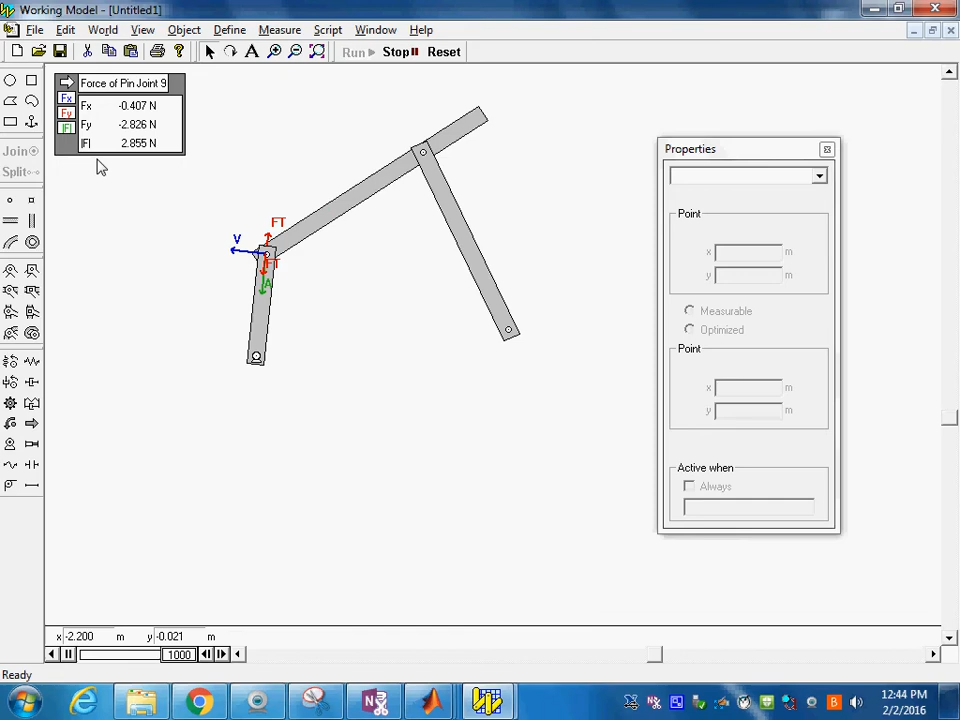 Working Model - [Untitled1]
File Edit World View Object Define Measure Script Window Help
A ? A Run Stop Reset
Force of Pin Joint 9
Fx Fx -0.407 N
Fy Fy -2.826 N
|F| |F| 2.855 N
Join
Split
Properties
Point
x m
y m
Measurable
Optimized
Point
x m
y m
Active when
Always
FT
V
FT
A
x -2.200 m y -0.021 m
1000
Ready
12:44 PM
2/2/2016